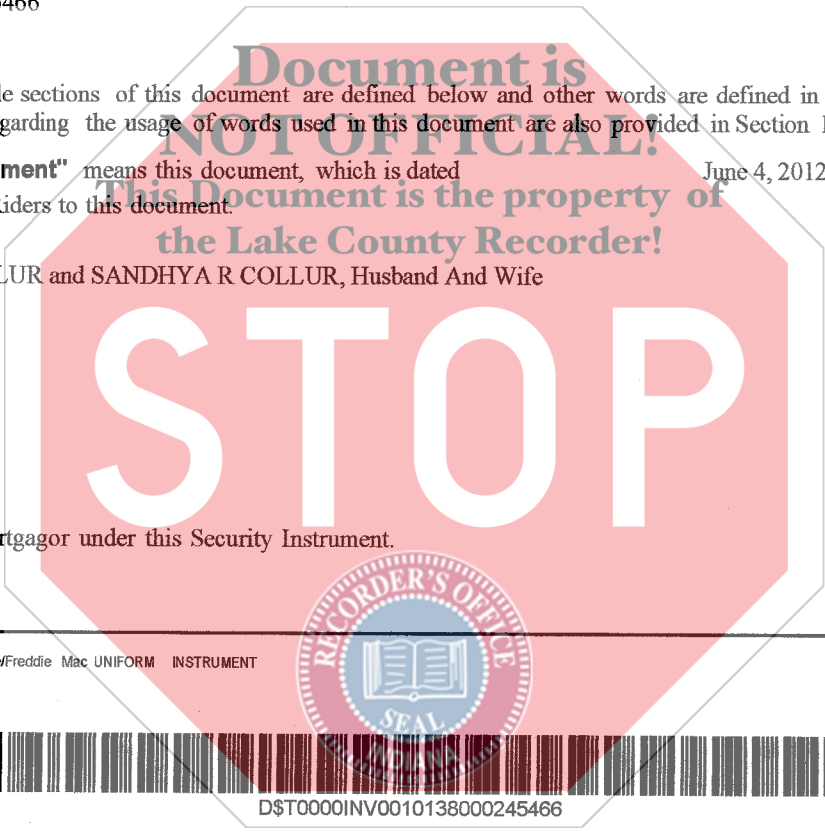 5466
Document is
le sections of this document are defined below and other words are defined in
NOT OFFICIAL!
garding the usage of words used in this document are also provided in Section 1
ment" means this document, which is dated June 4, 2012
This Document is the property of
Riders to this document.
the Lake County Recorder!
LUR and SANDHYA R COLLUR, Husband And Wife
STOP
rtgagor under this Security Instrument.
RECORDER'S OFFICE
/Freddie Mac UNIFORM INSTRUMENT
SEAL
INDIANA
D$T0000INV0010138000245466